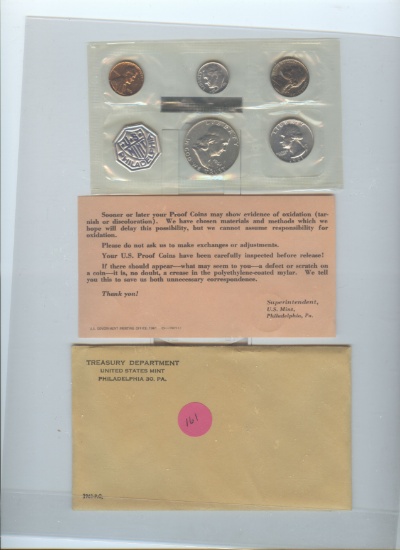 U.S.
MINT
PHILADELPHIA
Sooner or later your Proof Coins may show evidence of oxidation (tar-
nish or discoloration). We have chosen materials and methods which we
hope will delay this possibility, but we cannot assume responsibility for
oxidation.
Please do not ask us to make exchanges or adjustments.
Your U.S. Proof Coins have been carefully inspected before release!
If there should appear—what may seem to you—a defect or scratch on
a coin—it is, no doubt, a crease in the polyethylene-coated mylar. We tell
you this to save us both unnecessary correspondence.
Thank you!
Superintendent,
U.S. Mint,
Philadelphia, Pa.
TREASURY DEPARTMENT
UNITED STATES MINT
PHILADELPHIA 30, PA.
161